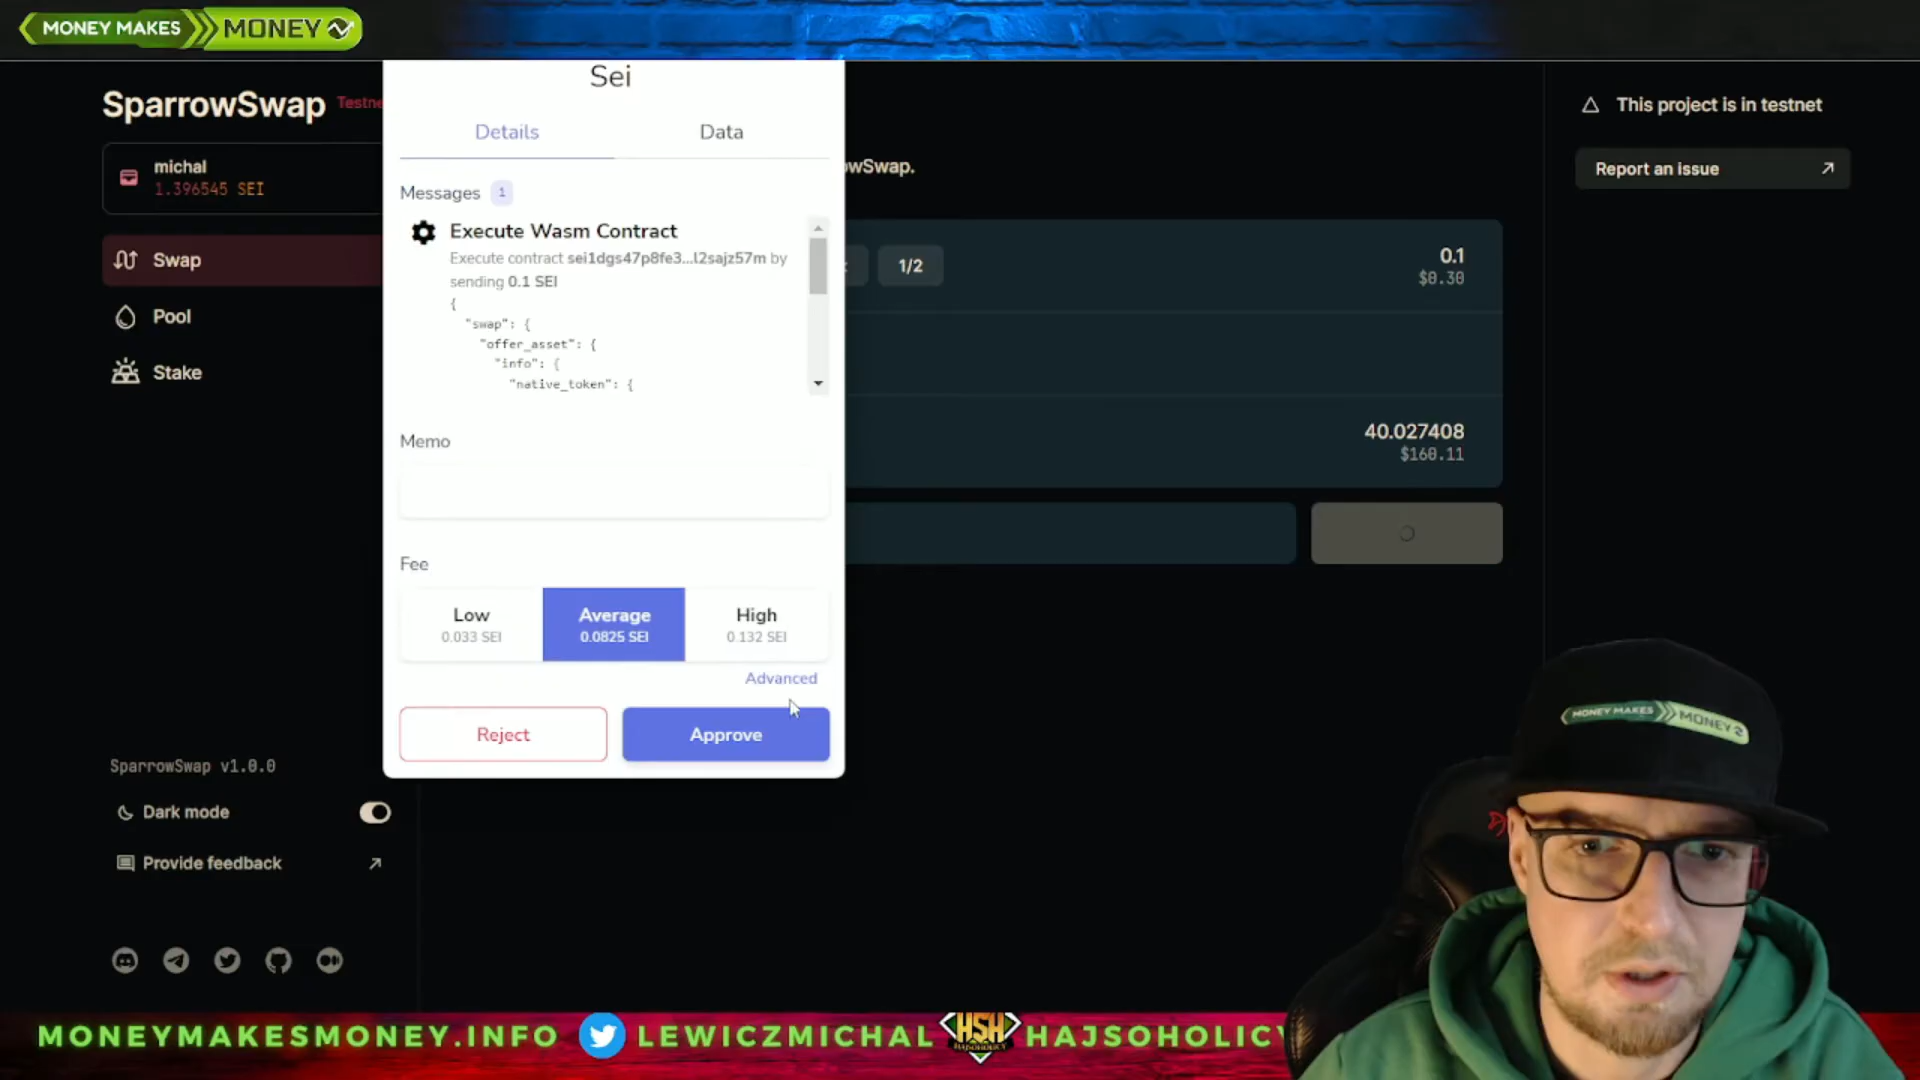 MONEY MAKES MONEY
SparrowSwap
michal
1.396545 SEI
Swap
Pool
Stake
SparrowSwap v1.0.0
Dark mode
Provide feedback
Sei
Details Data
Messages 1
Execute Wasm Contract
Execute contract sei1dgs47p8fe3...l2sajz57m by
sending 0.1 SEI
{
"swap": {
"offer_asset": {
"info": {
"native_token": {
Memo
Fee
Low
0.033 SEI
Average
0.0825 SEI
High
0.132 SEI
Advanced
Reject Approve
1/2
0.1
$0.30
40.027408
$160.11
This project is in testnet
Report an issue
MONEY MAKES MONEY
MONEYMAKESMONEY.INFO LEWICZMICHAL HSH